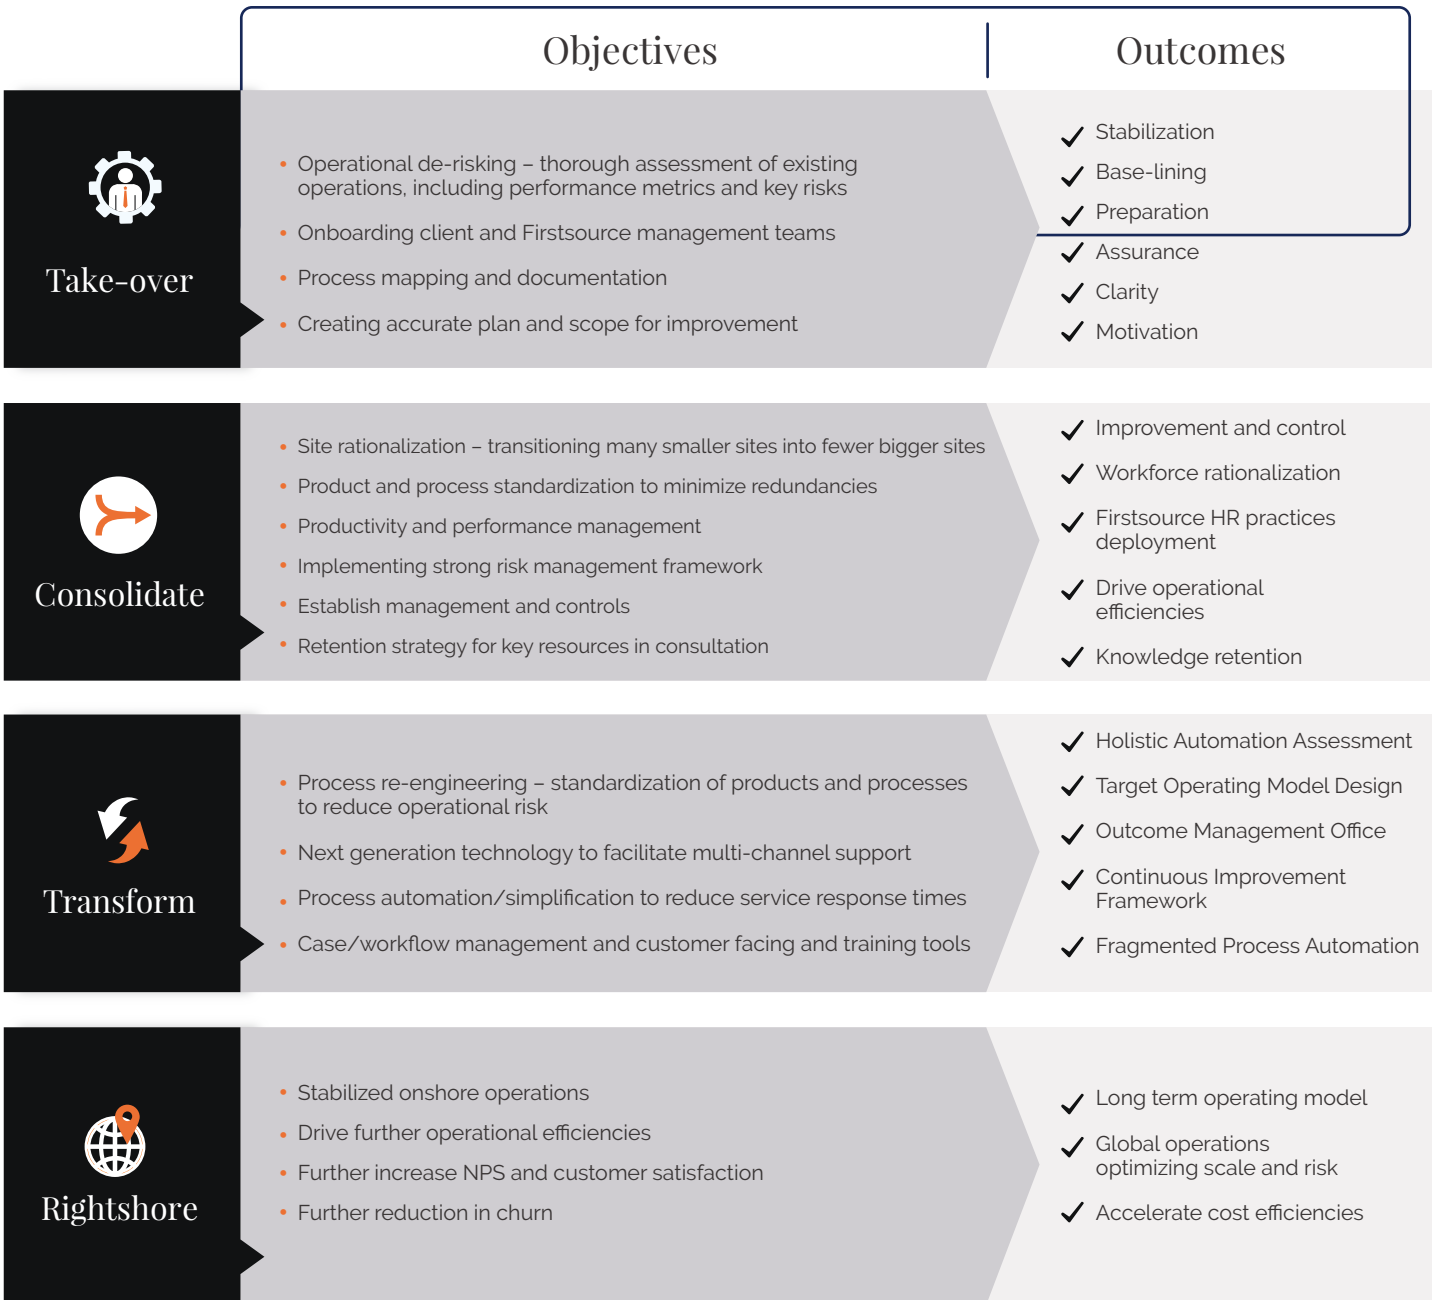 Objectives
Outcomes
Take-over
• Operational de-risking – thorough assessment of existing
operations, including performance metrics and key risks
• Onboarding client and Firstsource management teams
• Process mapping and documentation
• Creating accurate plan and scope for improvement
✓ Stabilization
✓ Base-lining
✓ Preparation
✓ Assurance
✓ Clarity
✓ Motivation
Consolidate
• Site rationalization – transitioning many smaller sites into fewer bigger sites
• Product and process standardization to minimize redundancies
• Productivity and performance management
• Implementing strong risk management framework
• Establish management and controls
• Retention strategy for key resources in consultation
✓ Improvement and control
✓ Workforce rationalization
✓ Firstsource HR practices
deployment
✓ Drive operational
efficiencies
✓ Knowledge retention
Transform
• Process re-engineering – standardization of products and processes
to reduce operational risk
• Next generation technology to facilitate multi-channel support
• Process automation/simplification to reduce service response times
• Case/workflow management and customer facing and training tools
✓ Holistic Automation Assessment
✓ Target Operating Model Design
✓ Outcome Management Office
✓ Continuous Improvement
Framework
✓ Fragmented Process Automation
Rightshore
• Stabilized onshore operations
• Drive further operational efficiencies
• Further increase NPS and customer satisfaction
• Further reduction in churn
✓ Long term operating model
✓ Global operations
optimizing scale and risk
✓ Accelerate cost efficiencies